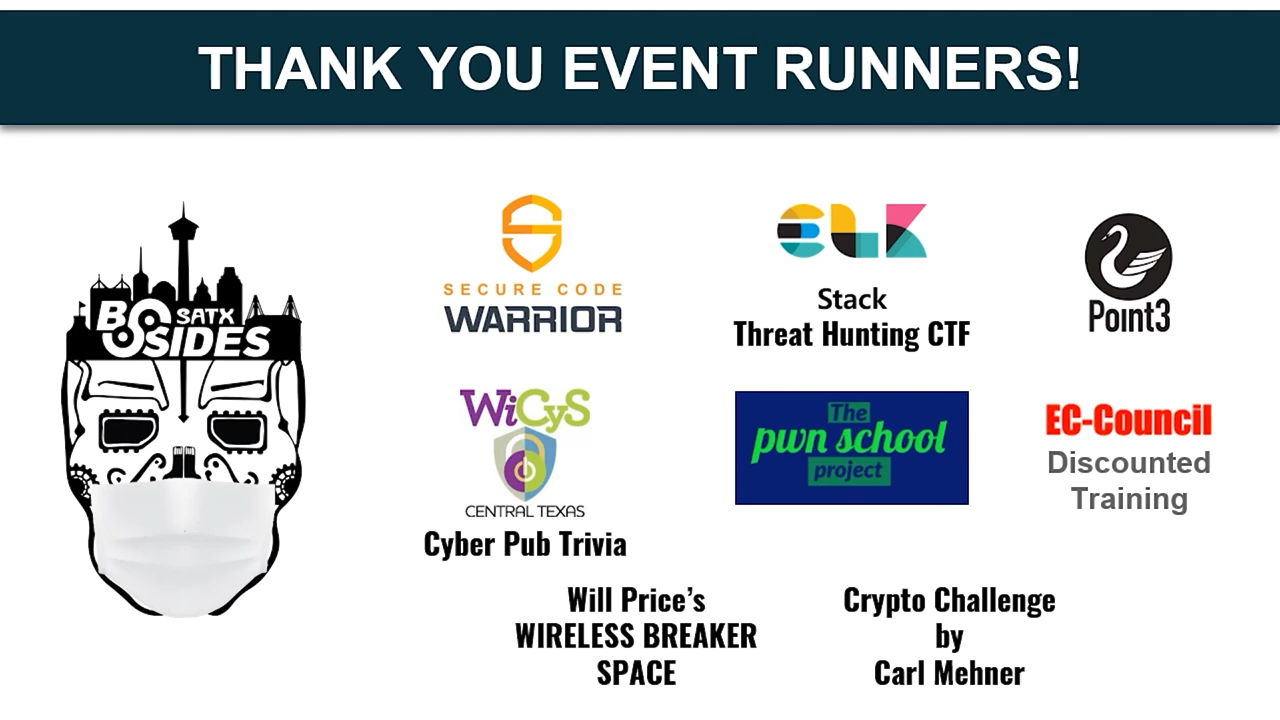 THANK YOU EVENT RUNNERS!
BSIDES SATX
SECURE CODE
WARRIOR
ELK
Stack
Threat Hunting CTF
Point3
WiCyS
CENTRAL TEXAS
Cyber Pub Trivia
The
pwn school
project
EC-Council
Discounted
Training
Will Price’s
WIRELESS BREAKER
SPACE
Crypto Challenge
by
Carl Mehner